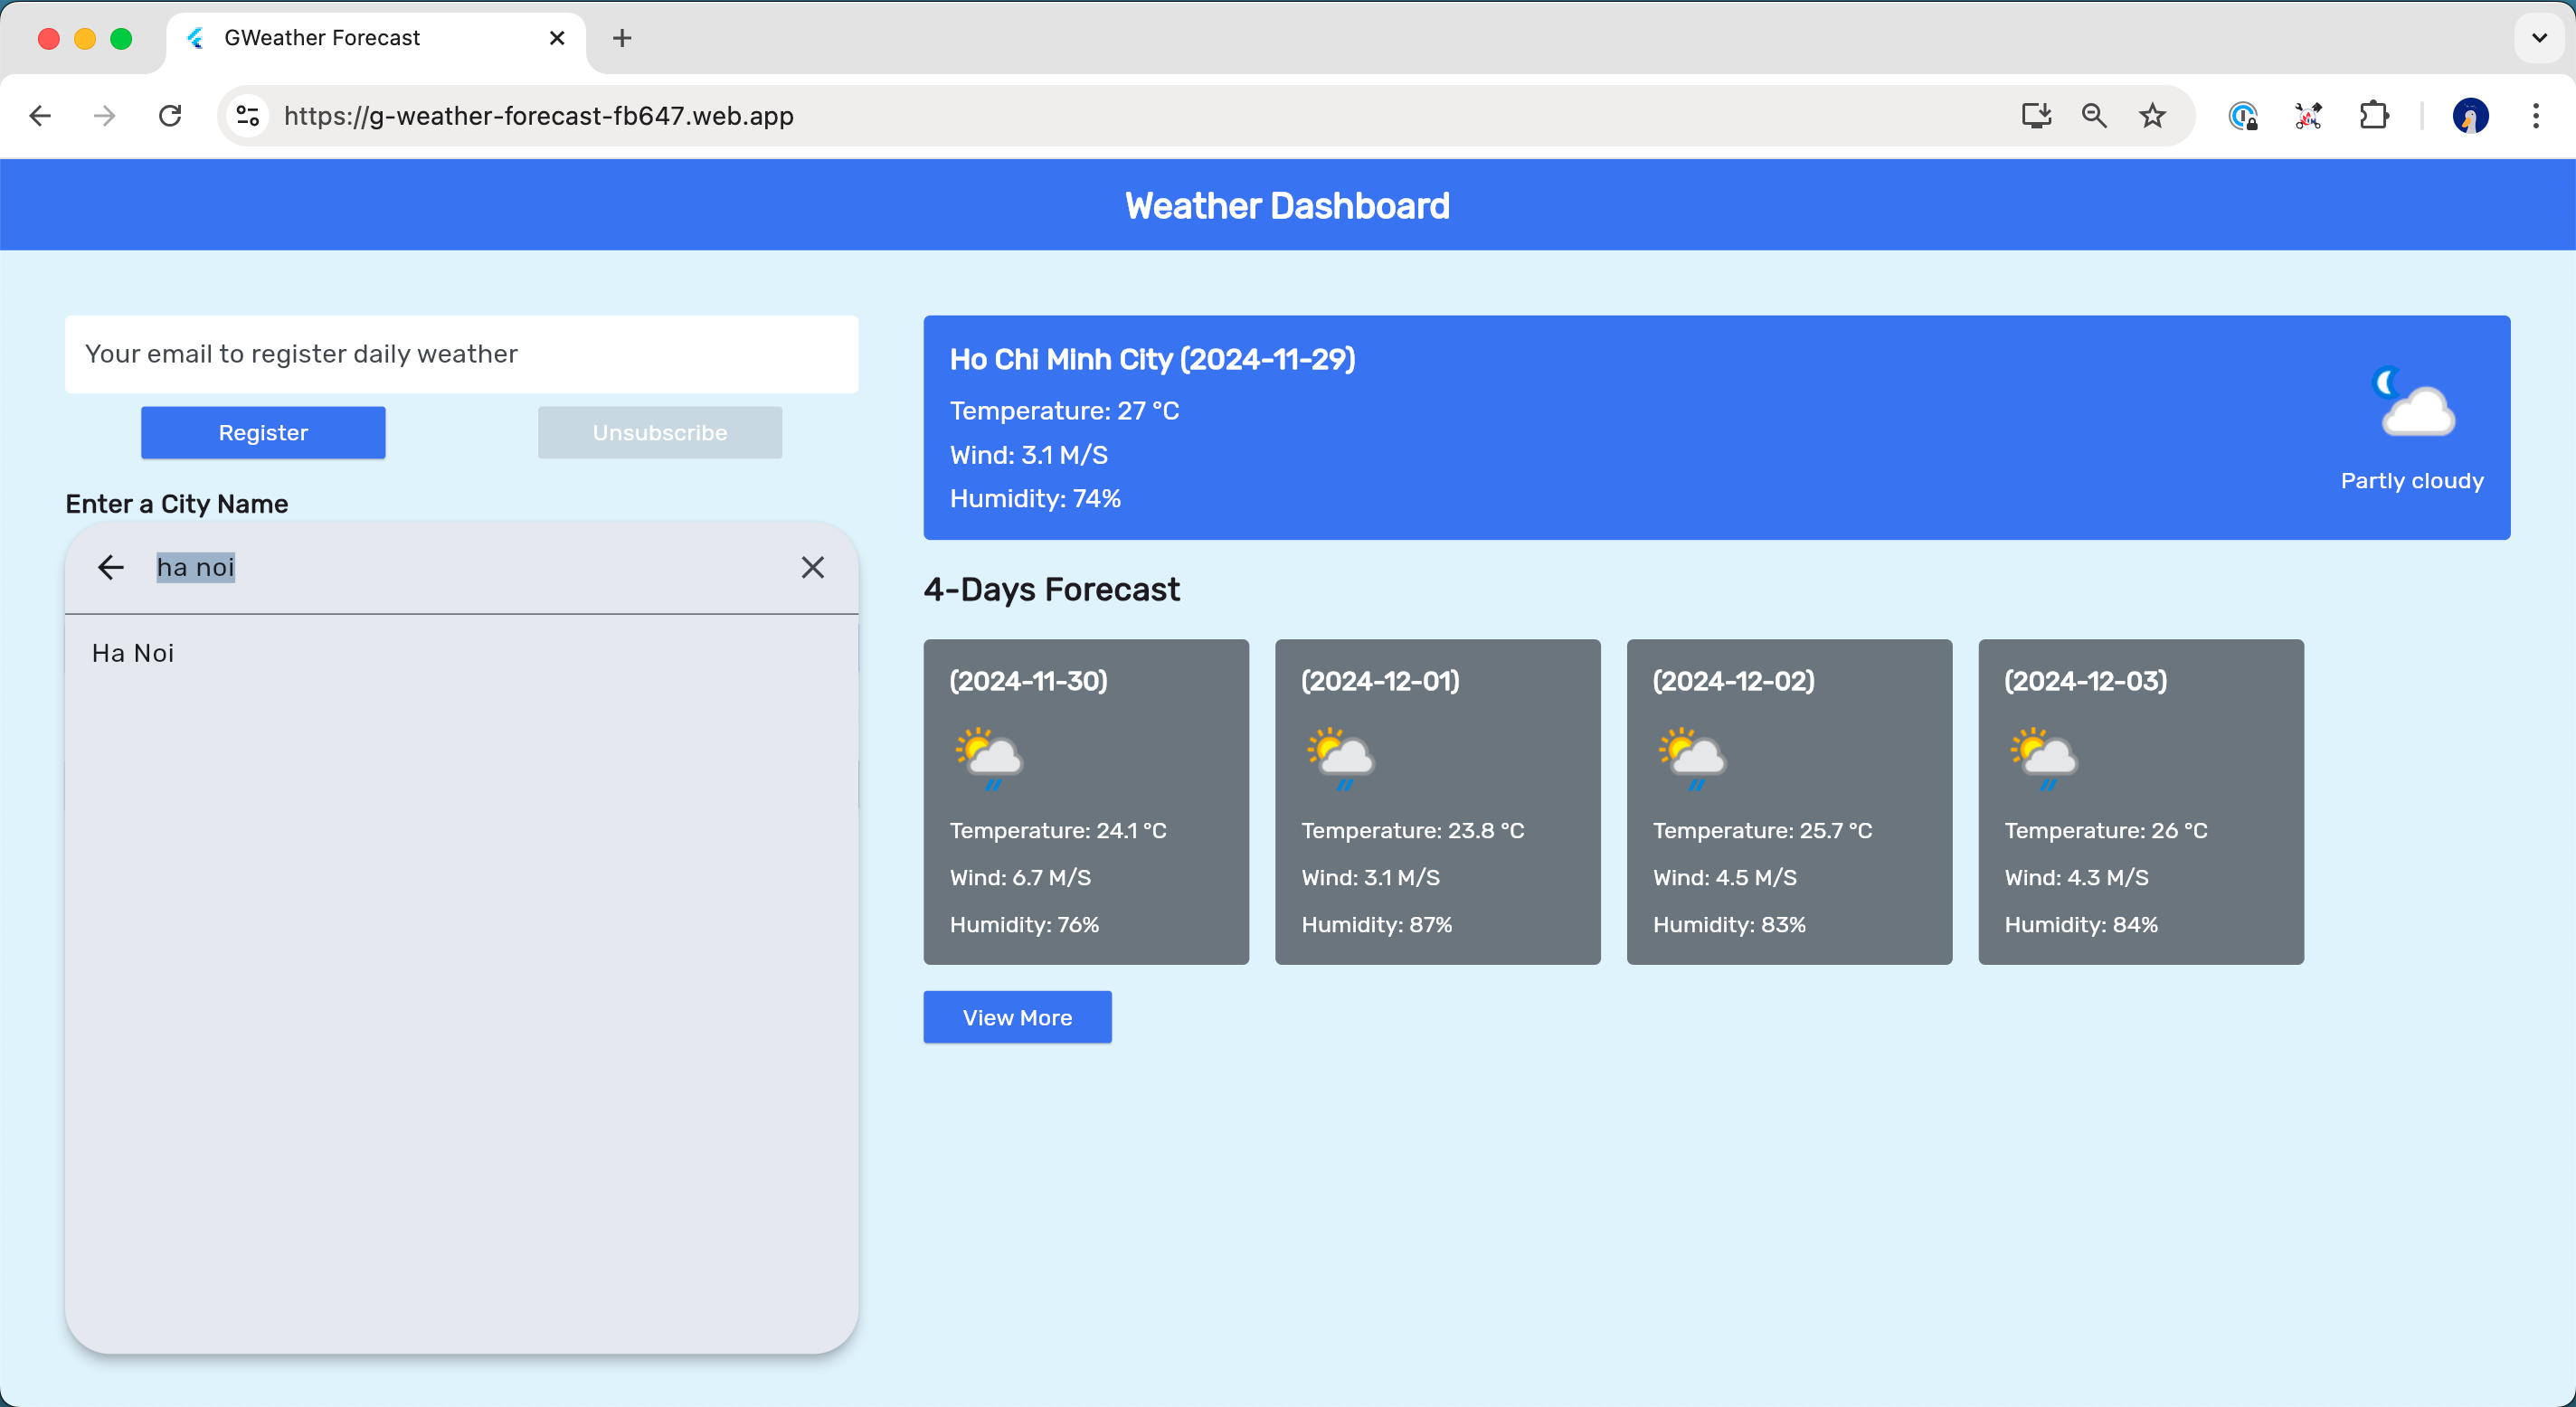 GWeather Forecast
https://g-weather-forecast-fb647.web.app
Weather Dashboard
Your email to register daily weather
Register
Unsubscribe
Enter a City Name
ha noi
Ha Noi
Ho Chi Minh City (2024-11-29)
Temperature: 27 °C
Wind: 3.1 M/S
Humidity: 74%
Partly cloudy
4-Days Forecast
(2024-11-30)
Temperature: 24.1 °C
Wind: 6.7 M/S
Humidity: 76%
(2024-12-01)
Temperature: 23.8 °C
Wind: 3.1 M/S
Humidity: 87%
(2024-12-02)
Temperature: 25.7 °C
Wind: 4.5 M/S
Humidity: 83%
(2024-12-03)
Temperature: 26 °C
Wind: 4.3 M/S
Humidity: 84%
View More